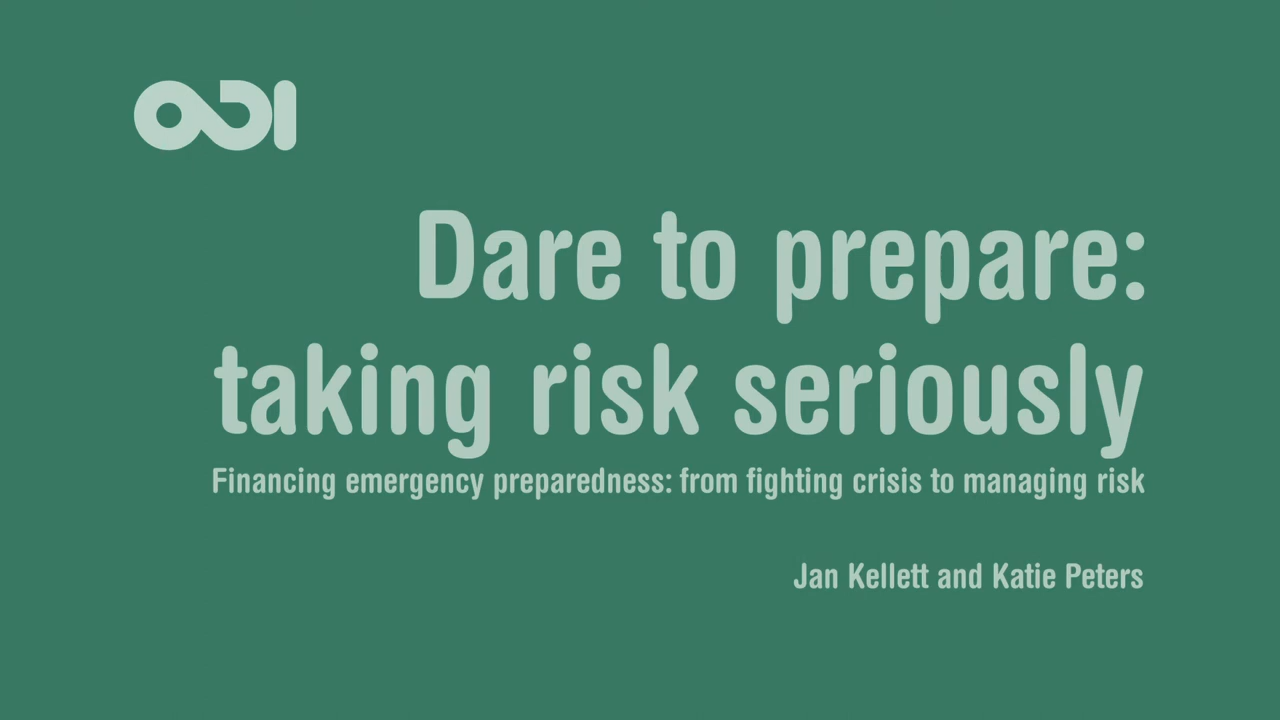 ODI
Dare to prepare:
taking risk seriously
Financing emergency preparedness: from fighting crisis to managing risk
Jan Kellett and Katie Peters